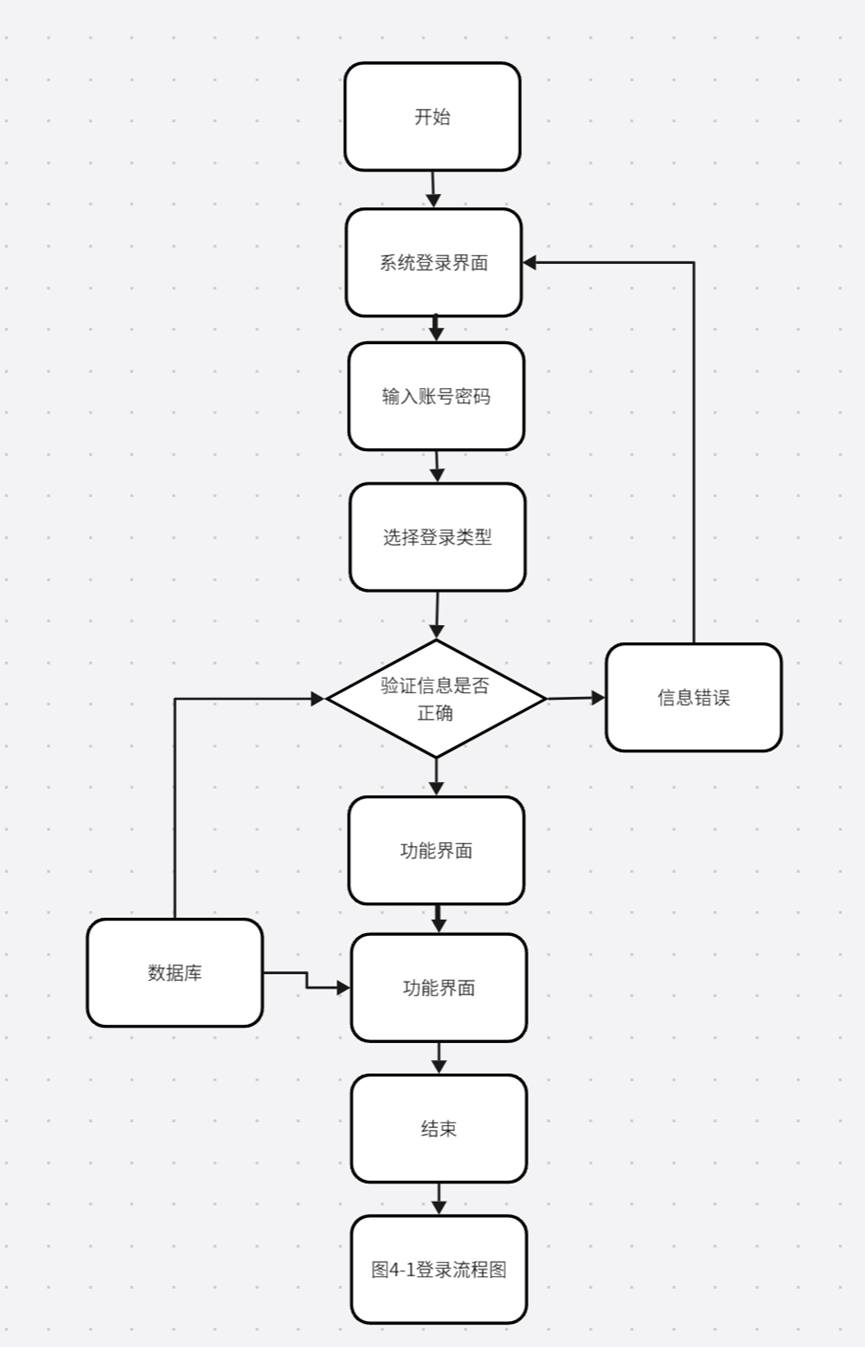 开始
系统登录界面
输入账号密码
选择登录类型
验证信息是否
正确
信息错误
功能界面
数据库
功能界面
结束
图4-1登录流程图